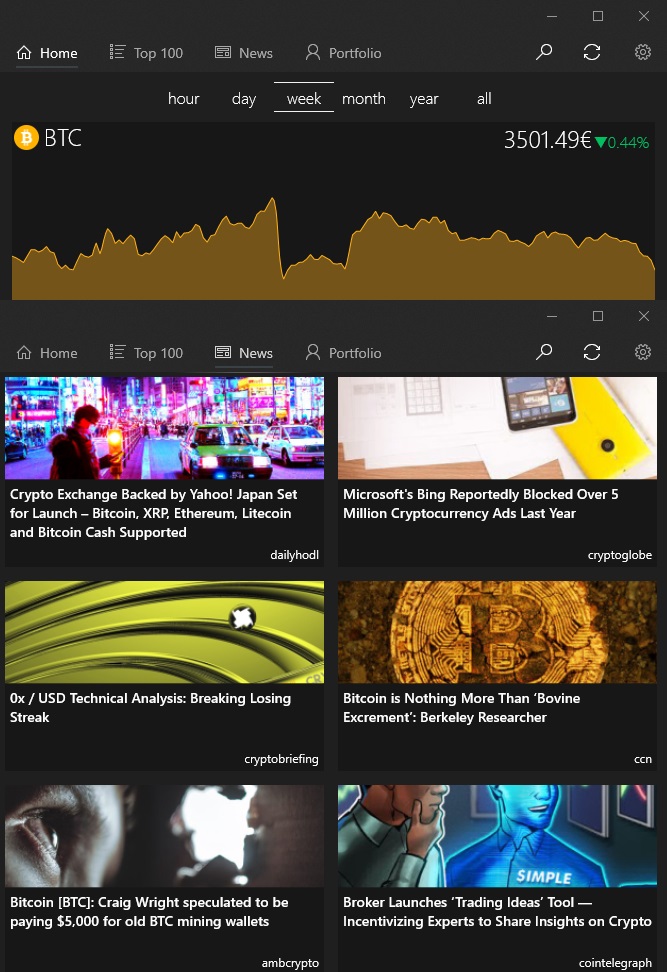 Home Top 100 News Portfolio
hour day week month year all
BTC 3501.49€ ▼0.44%
Home Top 100 News Portfolio
Crypto Exchange Backed by Yahoo! Japan Set
for Launch – Bitcoin, XRP, Ethereum, Litecoin
and Bitcoin Cash Supported
dailyhodl
Microsoft's Bing Reportedly Blocked Over 5
Million Cryptocurrency Ads Last Year
cryptoglobe
0x / USD Technical Analysis: Breaking Losing
Streak
cryptobriefing
Bitcoin is Nothing More Than ‘Bovine
Excrement’: Berkeley Researcher
ccn
Bitcoin [BTC]: Craig Wright speculated to be
paying $5,000 for old BTC mining wallets
ambcrypto
SIMPLE
Broker Launches ‘Trading Ideas’ Tool —
Incentivizing Experts to Share Insights on Crypto
cointelegraph